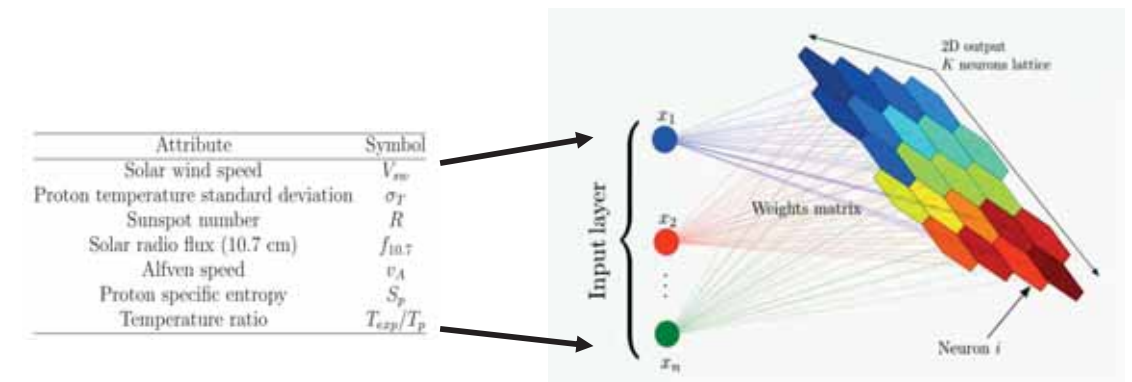 Attribute Symbol
Solar wind speed V_sw
Proton temperature standard deviation σ_T
Sunspot number R
Solar radio flux (10.7 cm) f_10.7
Alfven speed v_A
Proton specific entropy S_p
Temperature ratio T_exp/T_p
Input layer
x_1
x_2
⋮
x_n
Weights matrix
2D output
K neurons lattice
Neuron i